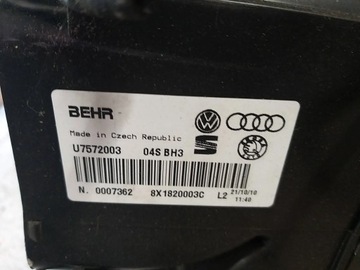 BEHR
Made in Czech Republic
U7572003 04S BH3
N. 0007362 8X1820003C L2 21/10/10
11:40